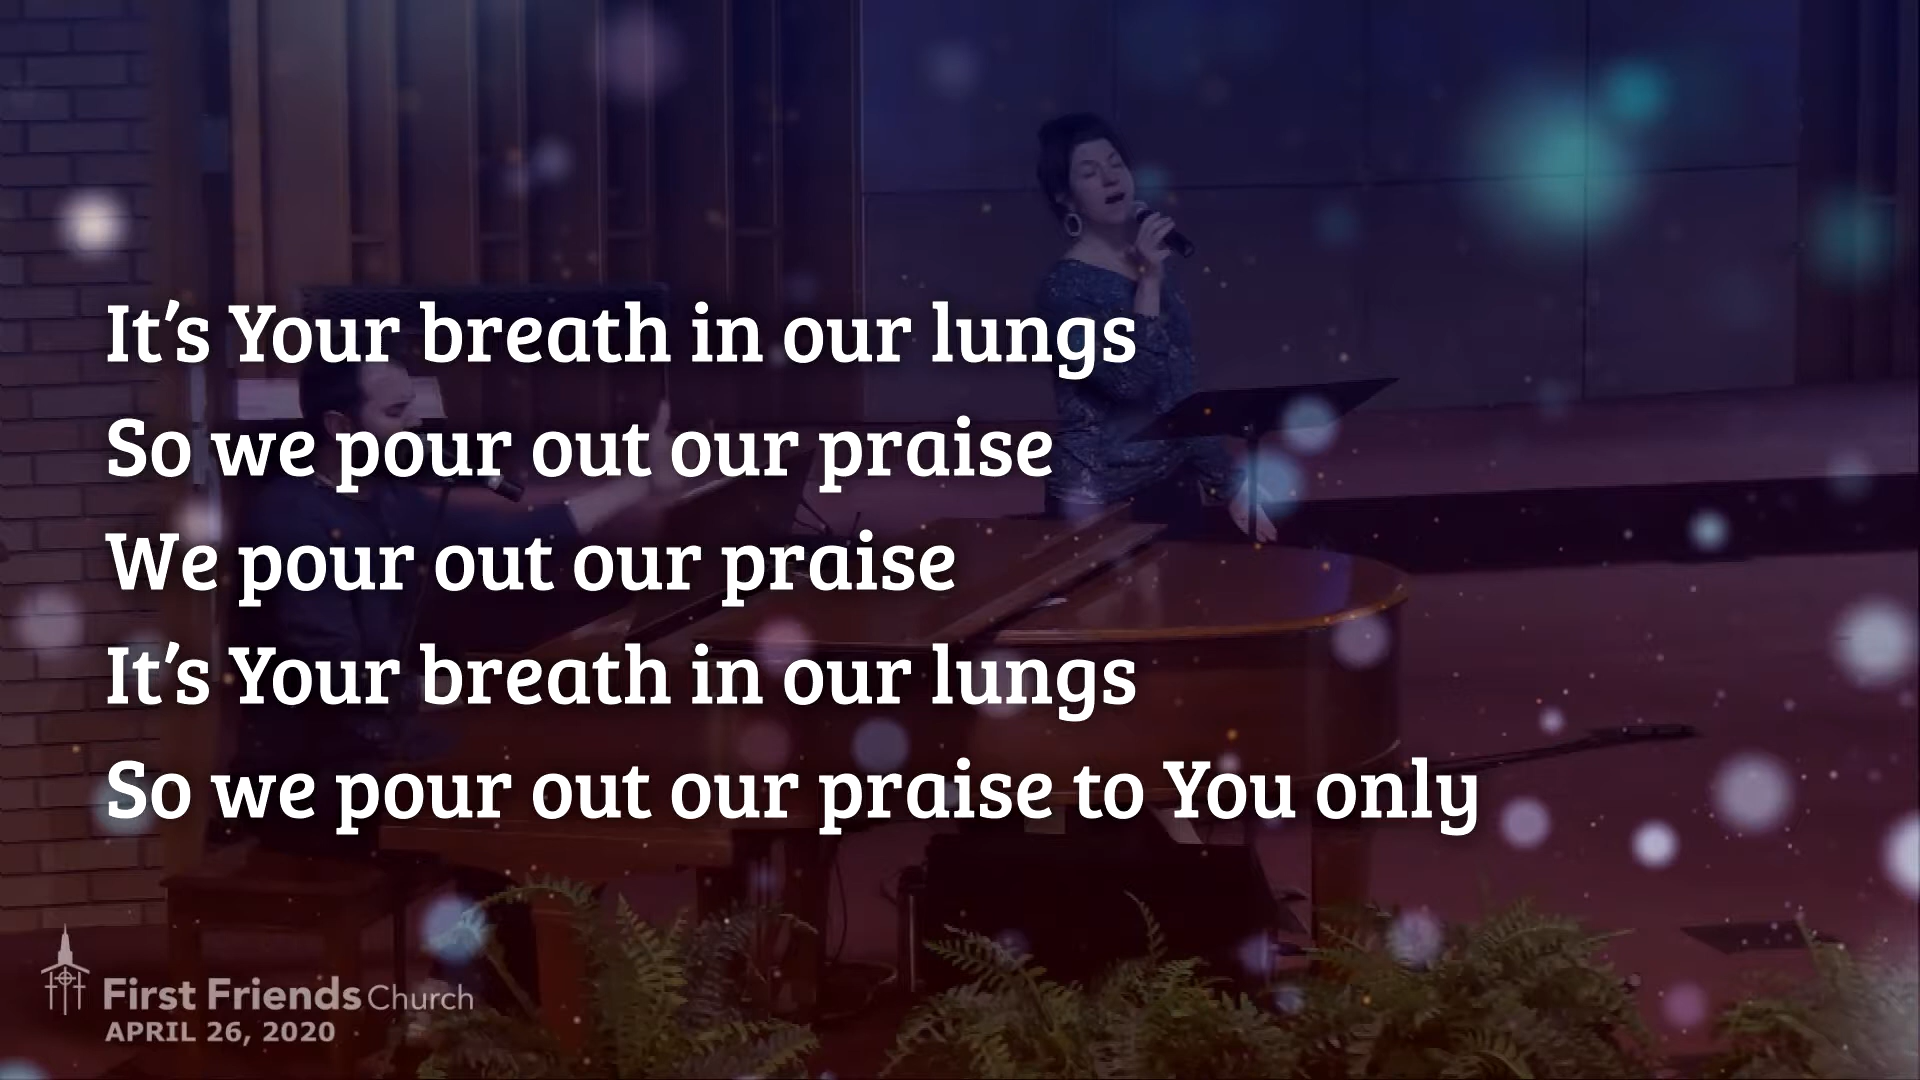 It’s Your breath in our lungs
So we pour out our praise
We pour out our praise
It’s Your breath in our lungs
So we pour out our praise to You only
First Friends Church
APRIL 26, 2020